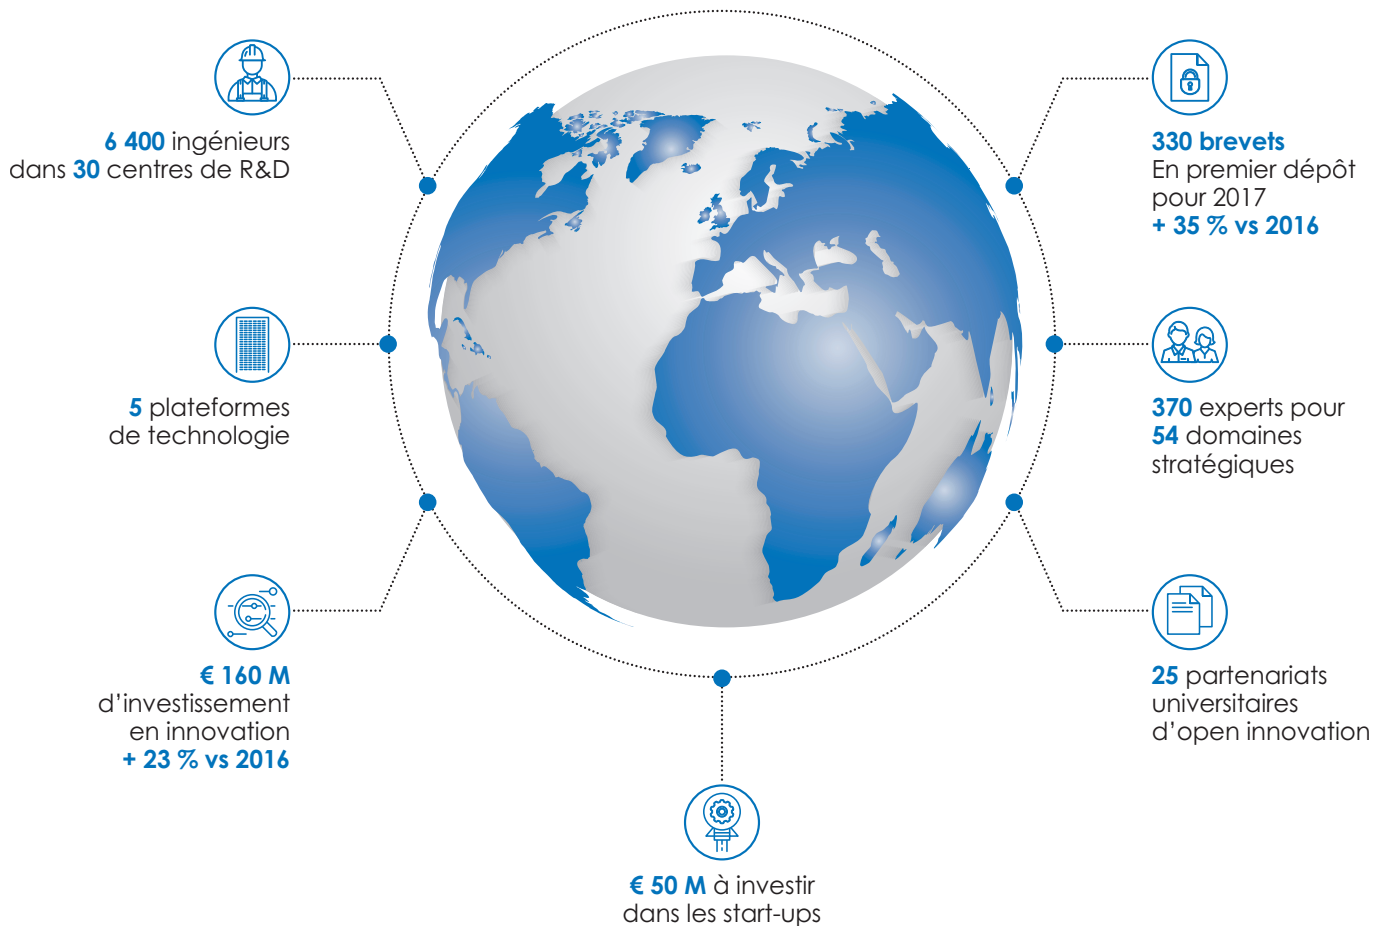 6 400 ingénieurs
dans 30 centres de R&D
5 plateformes
de technologie
€ 160 M
d’investissement
en innovation
+ 23 % vs 2016
€ 50 M à investir
dans les start-ups
330 brevets
En premier dépôt
pour 2017
+ 35 % vs 2016
370 experts pour
54 domaines
stratégiques
25 partenariats
universitaires
d’open innovation